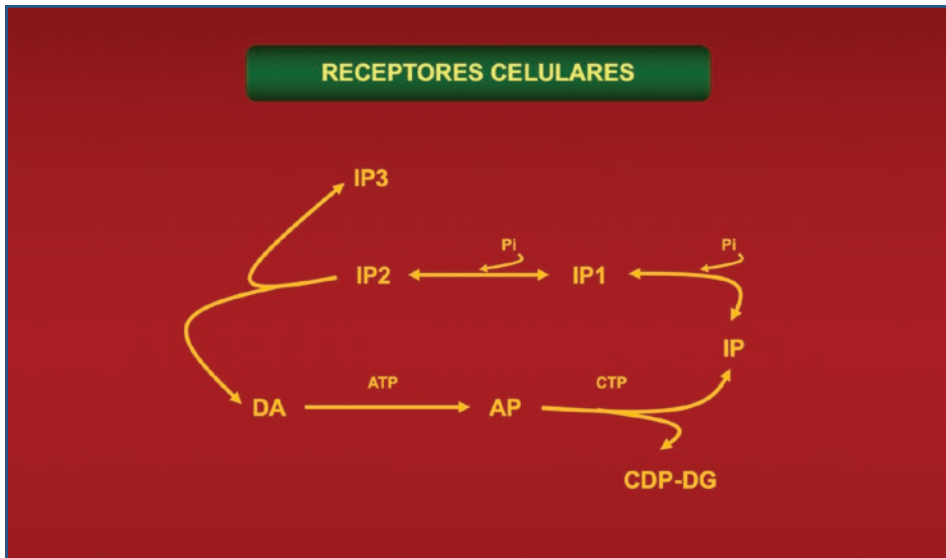 RECEPTORES CELULARES
IP3
Pi
Pi
IP2
IP1
IP
ATP
CTP
DA
AP
CDP-DG